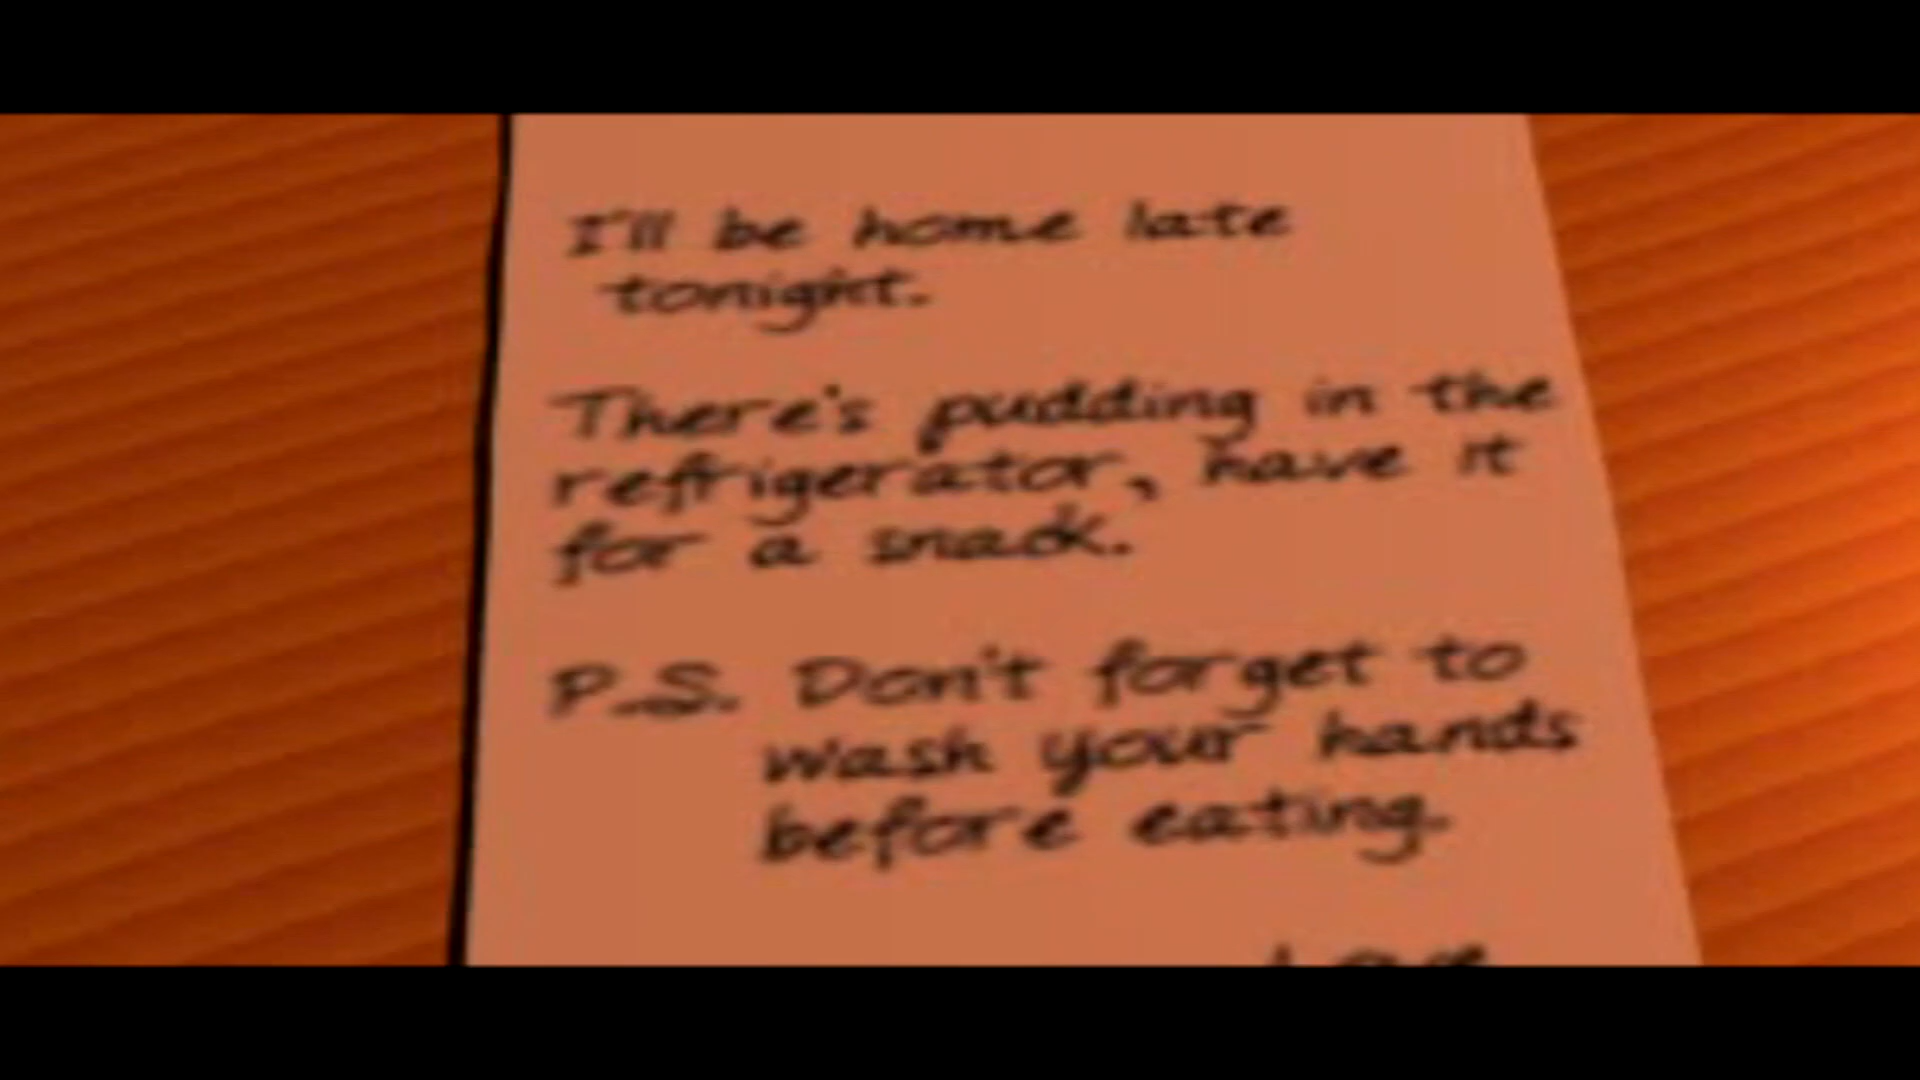 I'll be home late
tonight.
There's pudding in the
refrigerator, have it
for a snack.
P.S. Don't forget to
wash your hands
before eating.